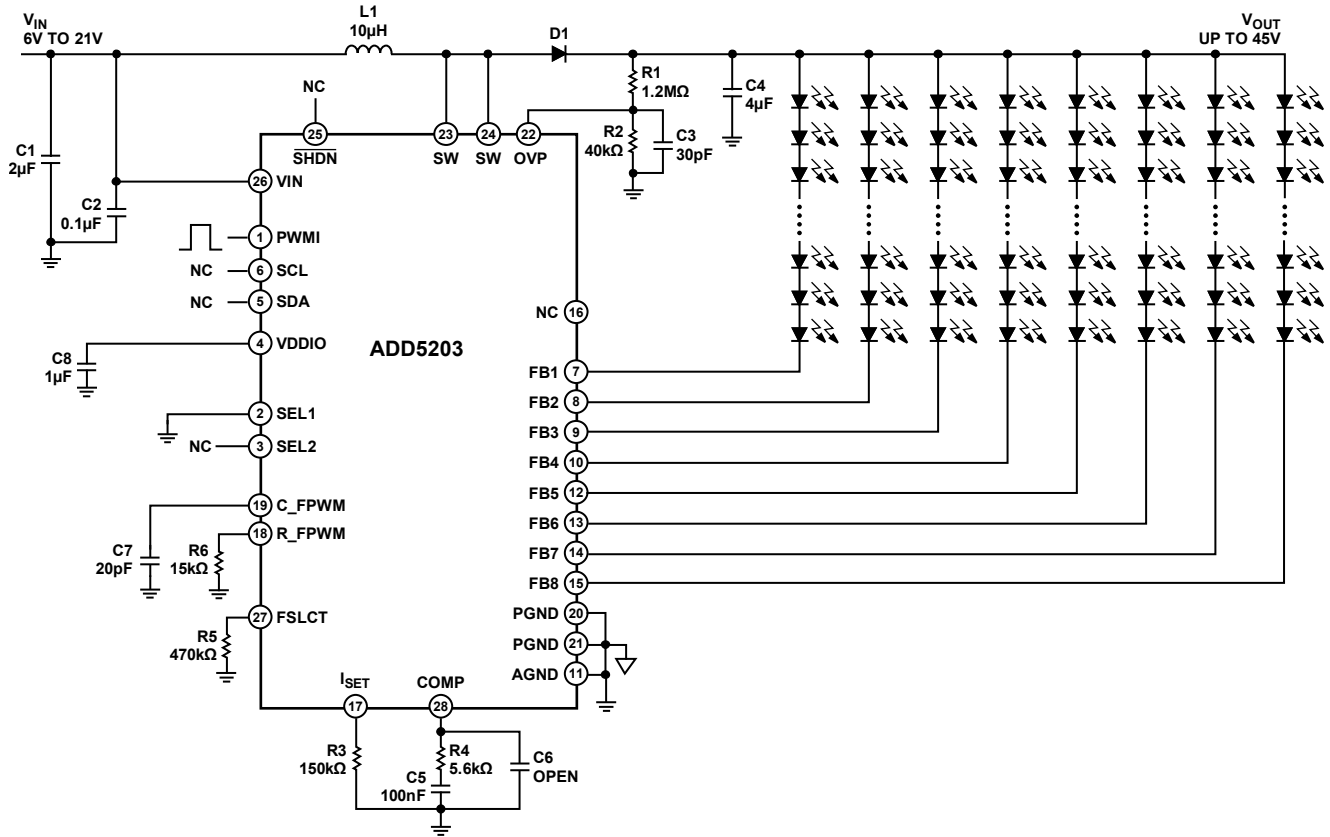 VIN
6V TO 21V
L1
10µH
D1
VOUT
UP TO 45V
R1
1.2MΩ
C4
4µF
NC
25
SHDN
23
SW
24
SW
22
OVP
R2
40kΩ
C3
30pF
C1
2µF
C2
0.1µF
26 VIN
1 PWMI
NC 6 SCL
NC 5 SDA
4 VDDIO
C8
1µF
ADD5203
NC 16
2 SEL1
NC 3 SEL2
19 C_FPWM
18 R_FPWM
C7
20pF
R6
15kΩ
27 FSLCT
R5
470kΩ
FB1 7
FB2 8
FB3 9
FB4 10
FB5 12
FB6 13
FB7 14
FB8 15
PGND 20
PGND 21
AGND 11
ISET
17
COMP
28
R3
150kΩ
R4
5.6kΩ
C5
100nF
C6
OPEN